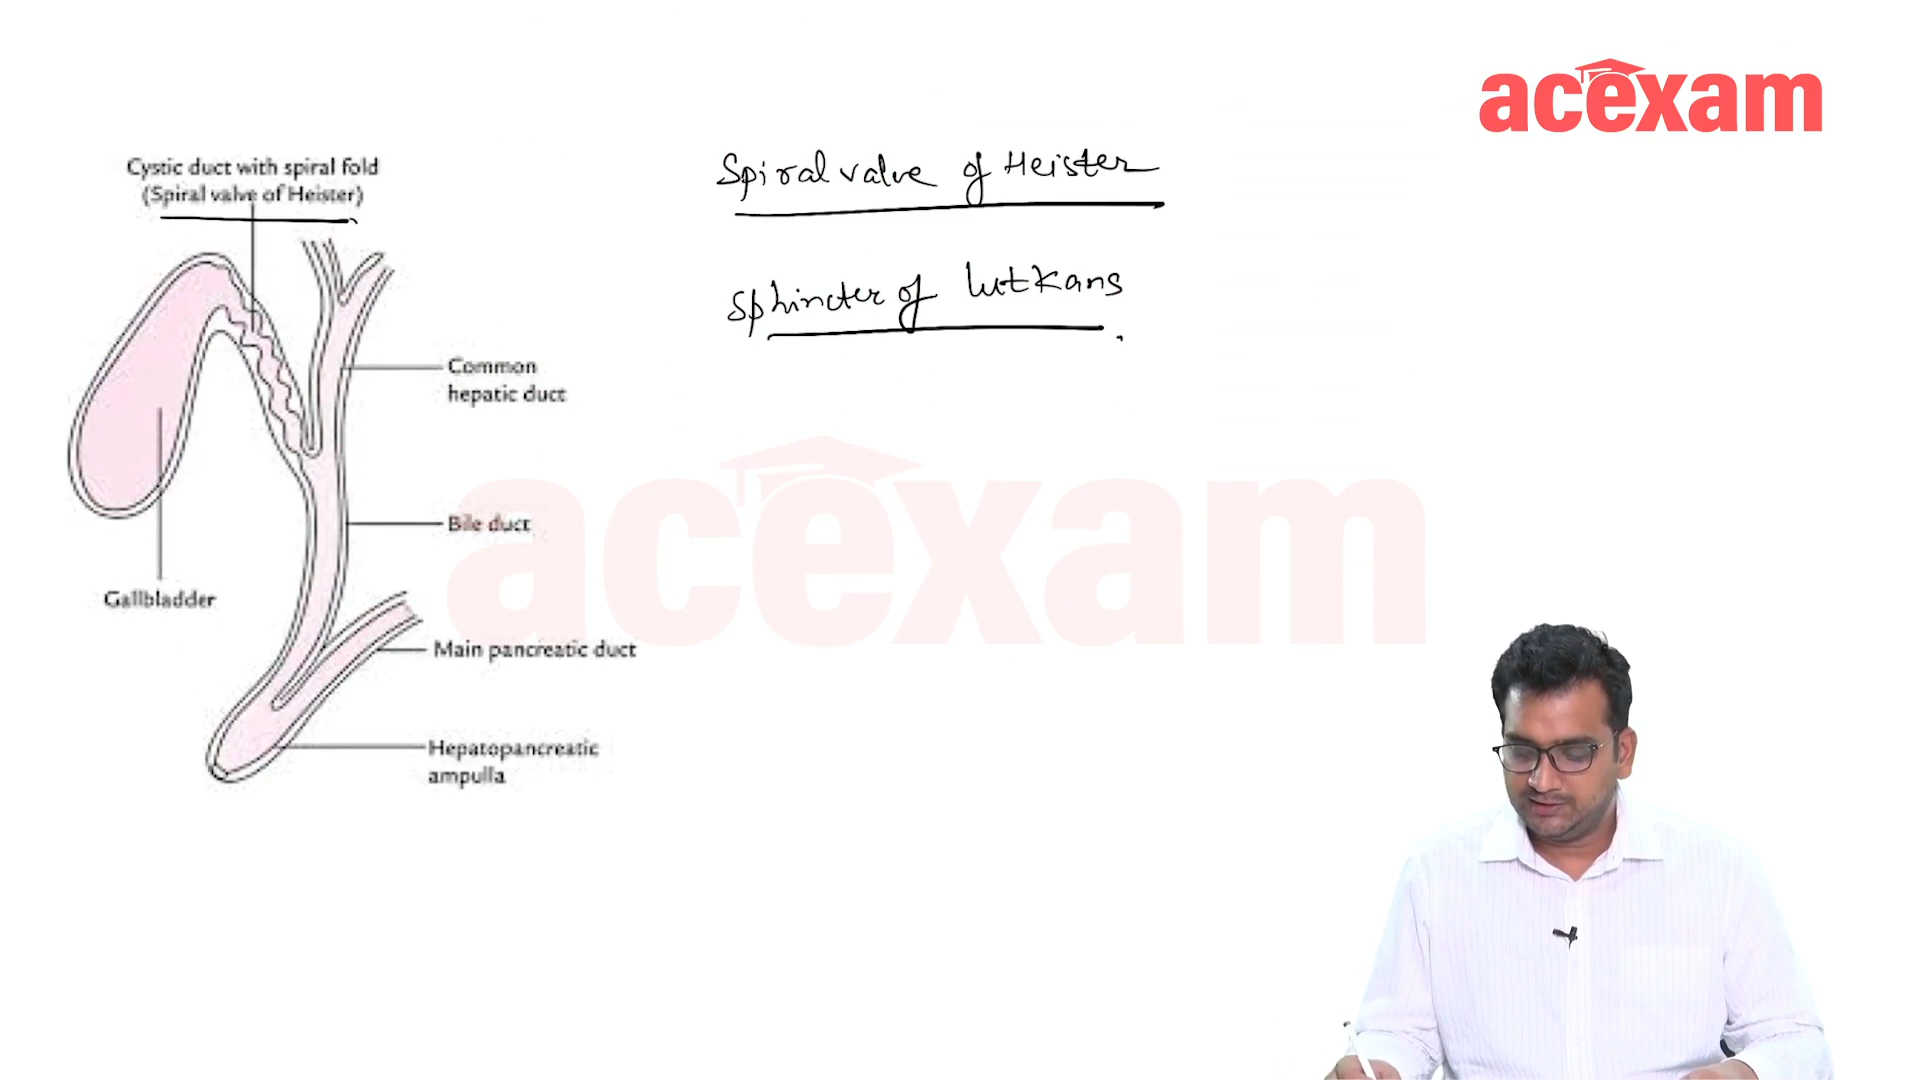 acexam
Cystic duct with spiral fold
(Spiral valve of Heister)
Spiral valve of Heister
Sphincter of lutkans
Common
hepatic duct
Bile duct
Gallbladder
Main pancreatic duct
Hepatopancreatic
ampulla
acexam